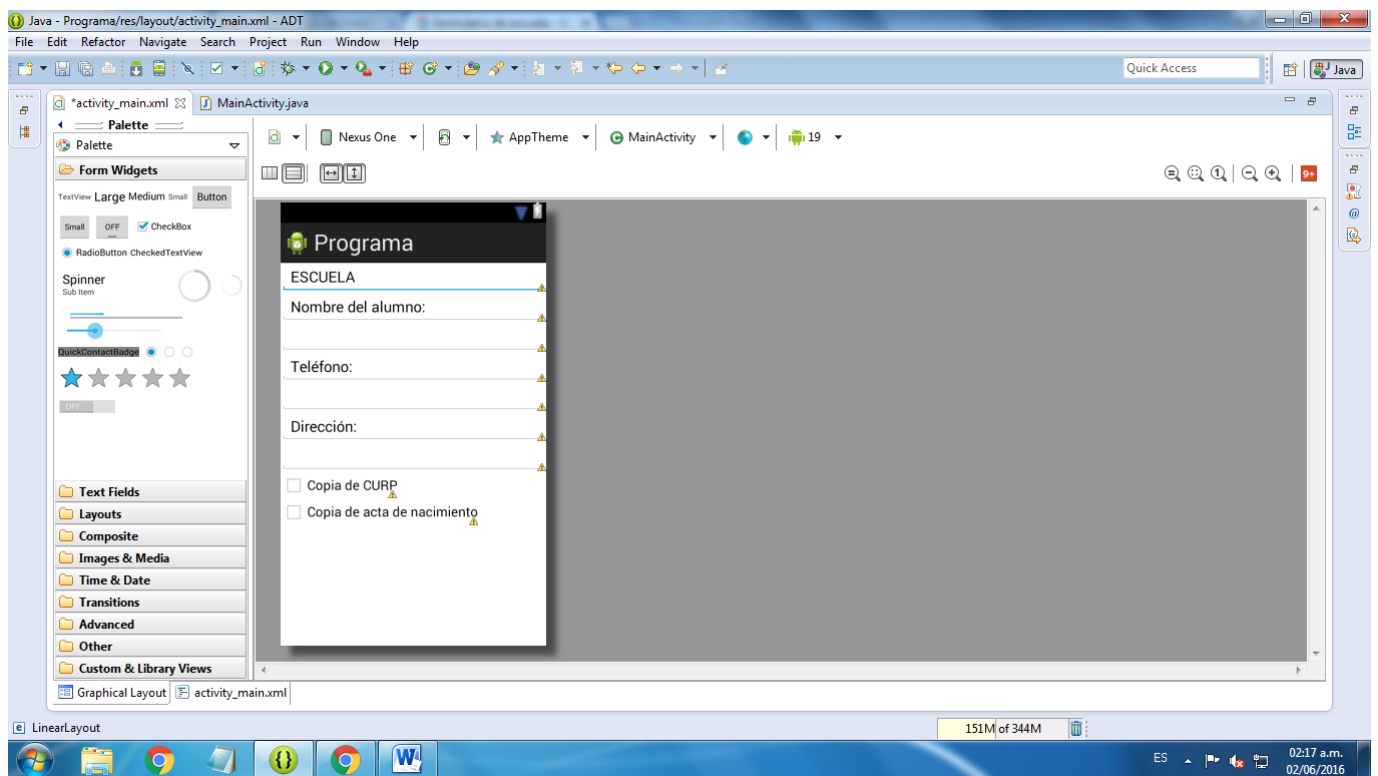 Java - Programa/res/layout/activity_main.xml - ADT
File Edit Refactor Navigate Search Project Run Window Help
Quick Access
Java
*activity_main.xml MainActivity.java
Palette
Palette
Nexus One AppTheme MainActivity 19
Form Widgets
9+
TextView Large Medium Small Button
Small OFF CheckBox
RadioButton CheckedTextView
Spinner
Sub Item
QuickContactBadge
OFF
Programa
ESCUELA
Nombre del alumno:
Teléfono:
Dirección:
Copia de CURP
Copia de acta de nacimiento
Text Fields
Layouts
Composite
Images & Media
Time & Date
Transitions
Advanced
Other
Custom & Library Views
Graphical Layout activity_main.xml
LinearLayout
151M of 344M
ES
02:17 a.m.
02/06/2016